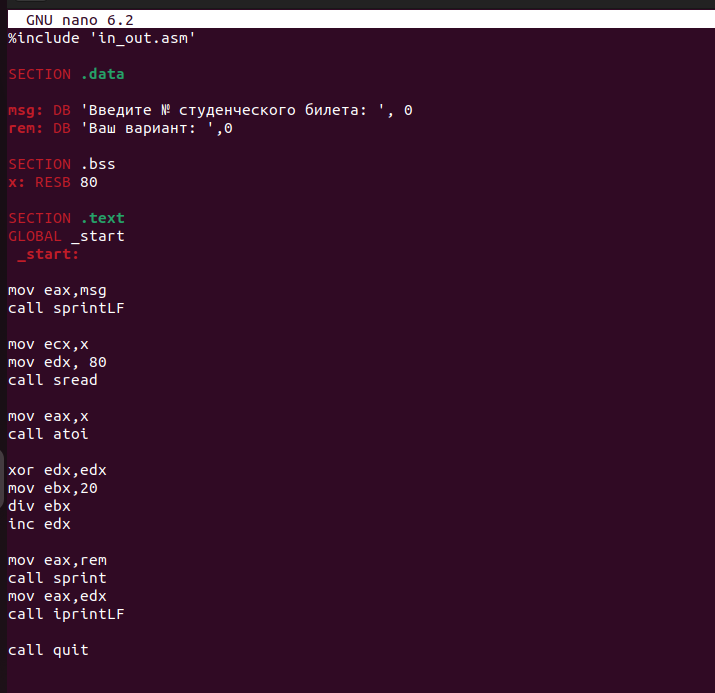 GNU nano 6.2
%include 'in_out.asm'
SECTION .data
msg: DB 'Введите № студенческого билета: ', 0
rem: DB 'Ваш вариант: ',0
SECTION .bss
x: RESB 80
SECTION .text
GLOBAL _start
_start:
mov eax,msg
call sprintLF
mov ecx,x
mov edx, 80
call sread
mov eax,x
call atoi
xor edx,edx
mov ebx,20
div ebx
inc edx
mov eax,rem
call sprint
mov eax,edx
call iprintLF
call quit